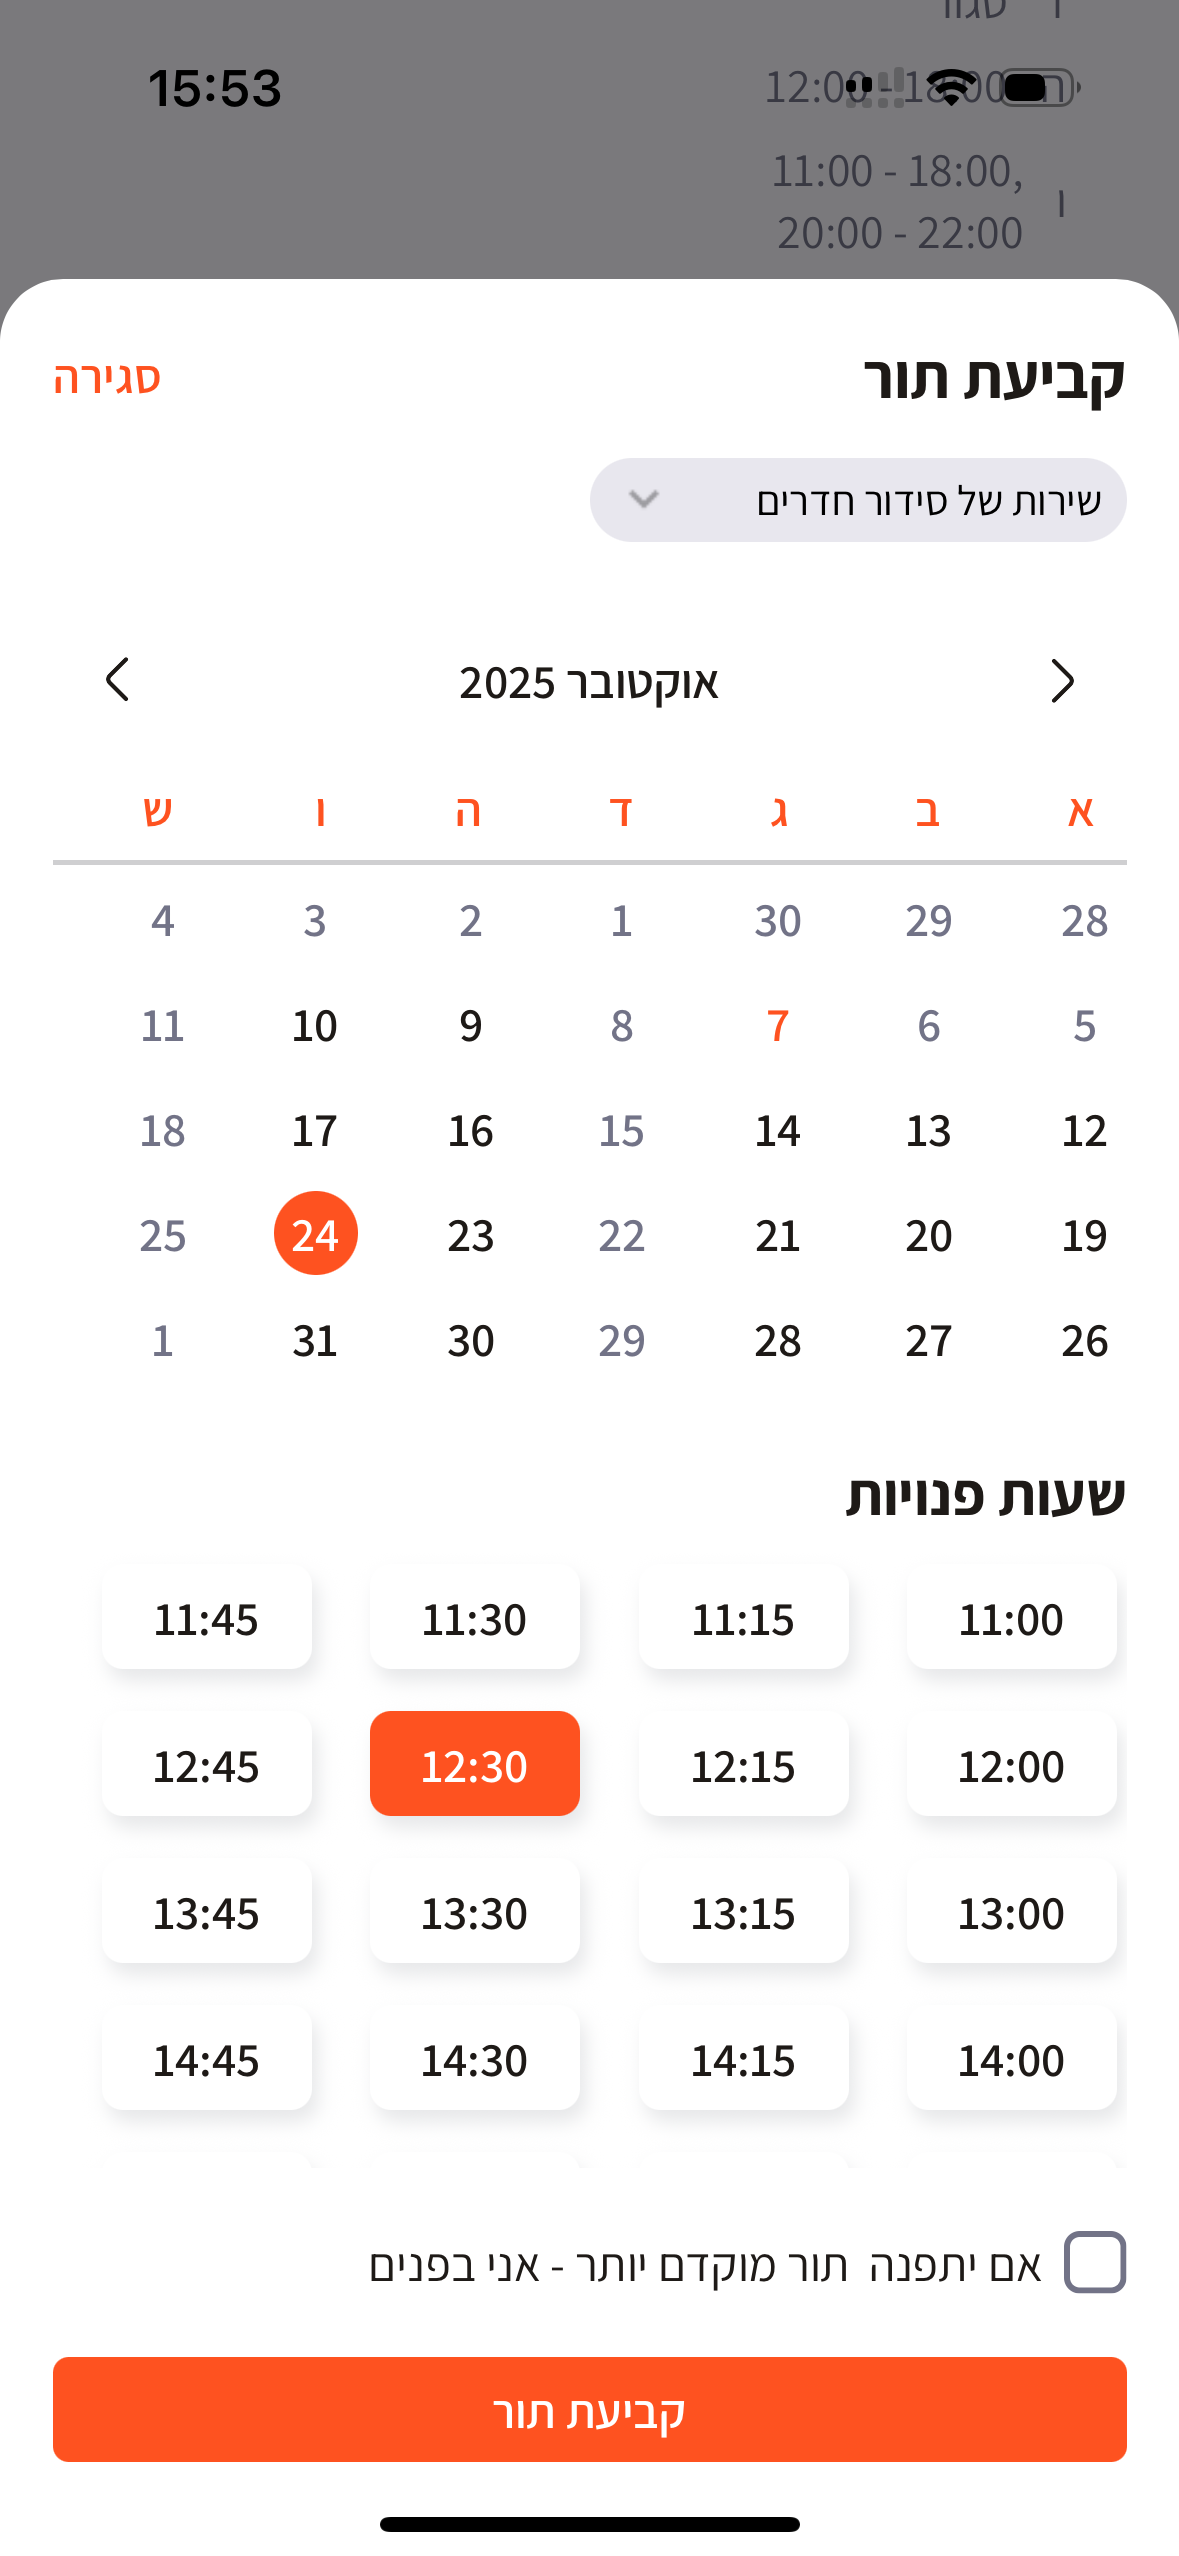 סגור
15:53
ה 12:00 - 18:00
ו 11:00 - 18:00,
20:00 - 22:00
קביעת תור
סגירה
שירות של סידור חדרים
אוקטובר 2025
א ב ג ד ה ו ש
28 29 30 1 2 3 4
5 6 7 8 9 10 11
12 13 14 15 16 17 18
19 20 21 22 23 24 25
26 27 28 29 30 31 1
שעות פנויות
11:00 11:15 11:30 11:45
12:00 12:15 12:30 12:45
13:00 13:15 13:30 13:45
14:00 14:15 14:30 14:45
אם יתפנה תור מוקדם יותר - אני בפנים
קביעת תור